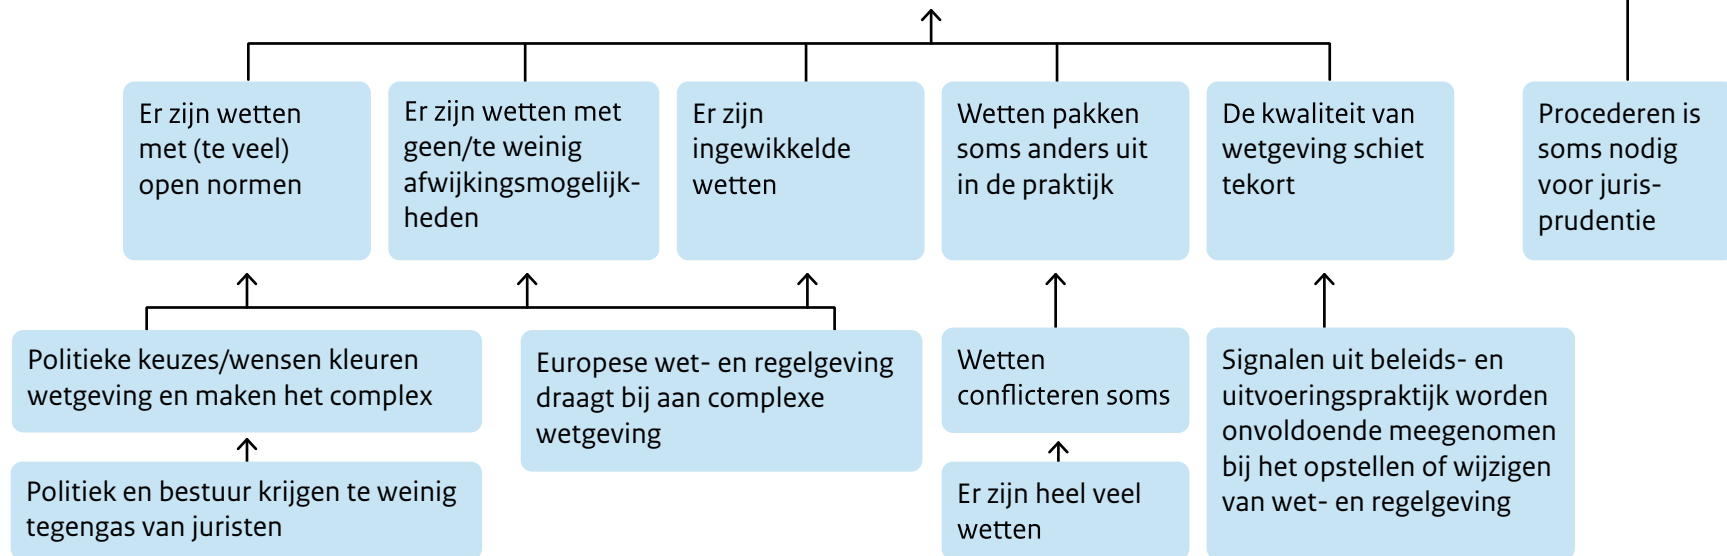 Er zijn wetten
met (te veel)
open normen
Er zijn wetten met
geen/te weinig
afwijkingsmogelijk-
heden
Er zijn
ingewikkelde
wetten
Wetten pakken
soms anders uit
in de praktijk
De kwaliteit van
wetgeving schiet
tekort
Procederen is
soms nodig
voor juris-
prudentie
Politieke keuzes/wensen kleuren
wetgeving en maken het complex
Europese wet- en regelgeving
draagt bij aan complexe
wetgeving
Wetten
conflicteren soms
Signalen uit beleids- en
uitvoeringspraktijk worden
onvoldoende meegenomen
bij het opstellen of wijzigen
van wet- en regelgeving
Politiek en bestuur krijgen te weinig
tegengas van juristen
Er zijn heel veel
wetten